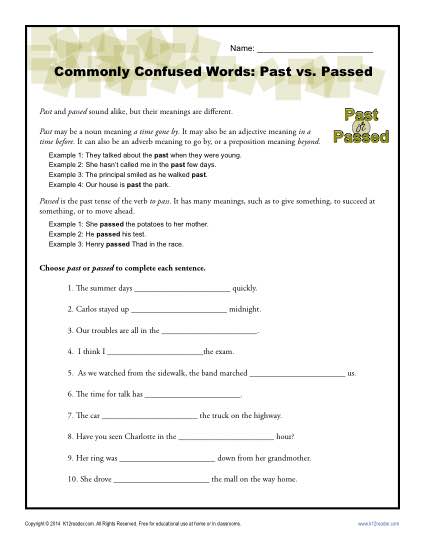 Name: ____________________________
Commonly Confused Words: Past vs. Passed
Past and passed sound alike, but their meanings are different.
Past
or
Passed
Past may be a noun meaning a time gone by. It may also be an adjective meaning in a
time before. It can also be an adverb meaning to go by, or a preposition meaning beyond.
Example 1: They talked about the past when they were young.
Example 2: She hasn't called me in the past few days.
Example 3: The principal smiled as he walked past.
Example 4: Our house is past the park.
Passed is the past tense of the verb to pass. It has many meanings, such as to give something, to succeed at
something, or to move ahead.
Example 1: She passed the potatoes to her mother.
Example 2: He passed his test.
Example 3: Henry passed Thad in the race.
Choose past or passed to complete each sentence.
1. The summer days ________________________ quickly.
2. Carlos stayed up ________________________ midnight.
3. Our troubles are all in the ________________________.
4. I think I ________________________the exam.
5. As we watched from the sidewalk, the band marched ________________________ us.
6. The time for talk has ________________________.
7. The car ________________________ the truck on the highway.
8. Have you seen Charlotte in the ________________________ hour?
9. Her ring was ________________________ down from her grandmother.
10. She drove ________________________ the mall on the way home.
Copyright © 2014 K12reader.com. All Rights Reserved. Free for educational use at home or in classrooms.
www.k12reader.com